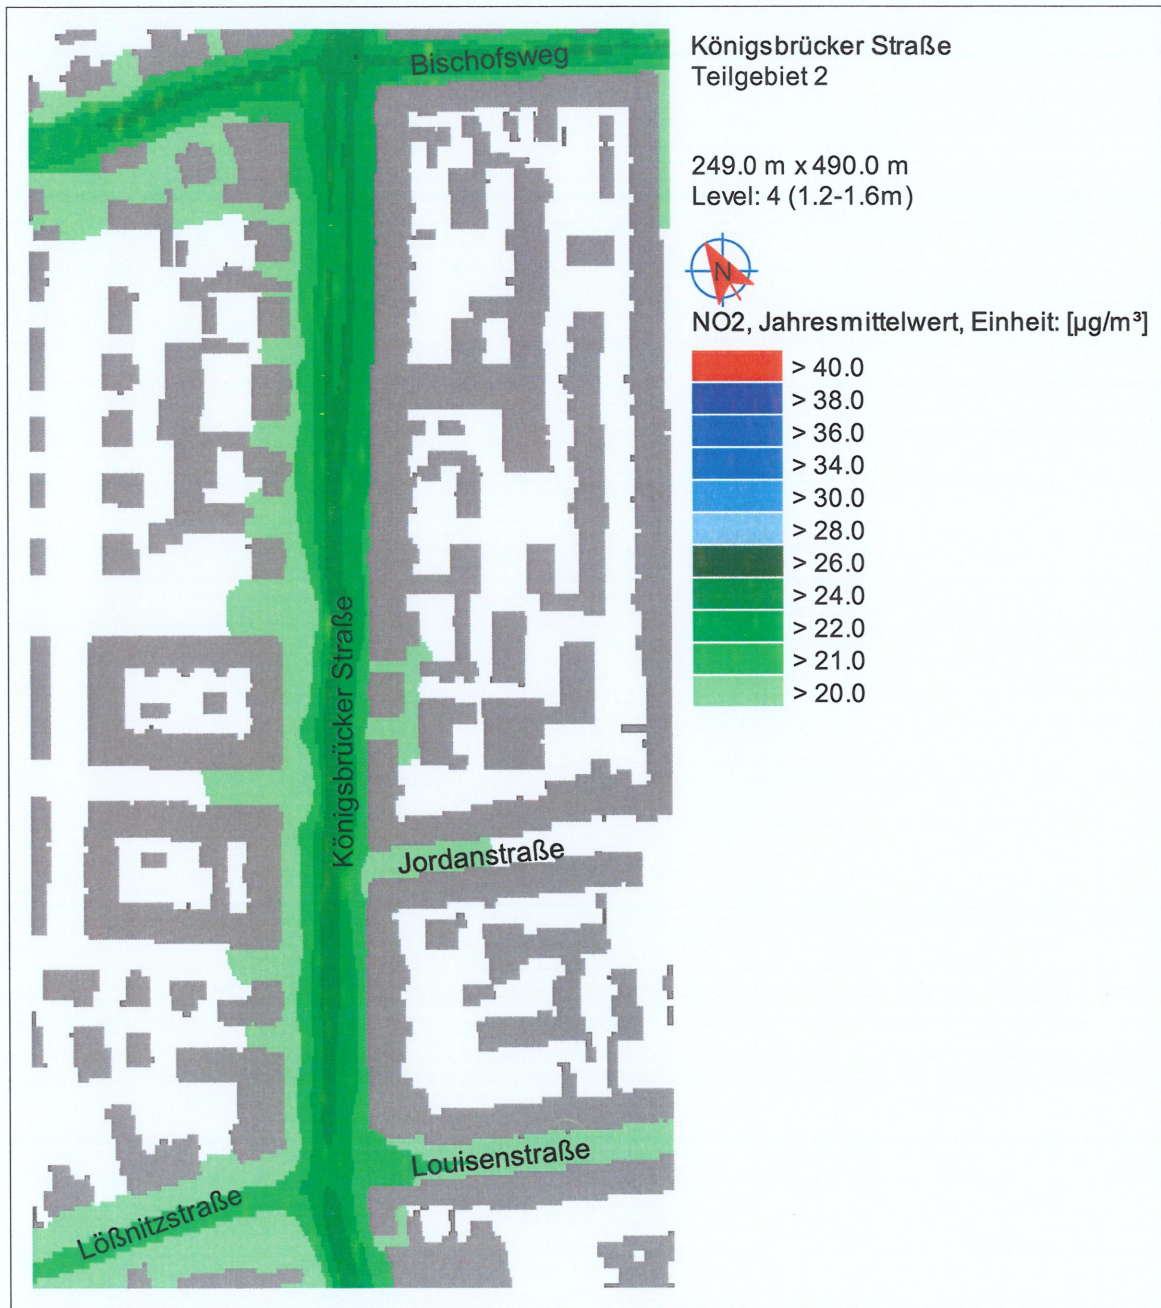 Königsbrücker Straße
Teilgebiet 2
249.0 m x 490.0 m
Level: 4 (1.2-1.6m)
N
NO2, Jahresmittelwert, Einheit: [µg/m³]
> 40.0
> 38.0
> 36.0
> 34.0
> 30.0
> 28.0
> 26.0
> 24.0
> 22.0
> 21.0
> 20.0
Bischofsweg
Königsbrücker Straße
Jordanstraße
Louisenstraße
Lößnitzstraße